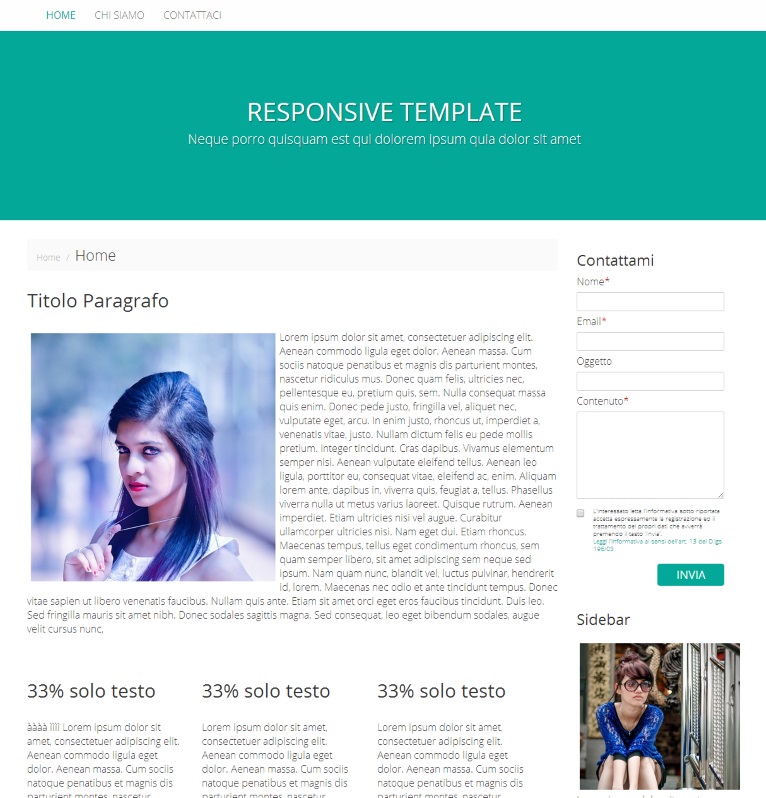 HOME CHI SIAMO CONTATTACI
RESPONSIVE TEMPLATE
Neque porro quisquam est qui dolorem ipsum quia dolor sit amet
Home / Home
Titolo Paragrafo
Lorem ipsum dolor sit amet, consectetuer adipiscing elit.
Aenean commodo ligula eget dolor. Aenean massa. Cum
sociis natoque penatibus et magnis dis parturient montes,
nascetur ridiculus mus. Donec quam felis, ultricies nec,
pellentesque eu, pretium quis, sem. Nulla consequat massa
quis enim. Donec pede justo, fringilla vel, aliquet nec,
vulputate eget, arcu. In enim justo, rhoncus ut, imperdiet a,
venenatis vitae, justo. Nullam dictum felis eu pede mollis
pretium. Integer tincidunt. Cras dapibus. Vivamus elementum
semper nisi. Aenean vulputate eleifend tellus. Aenean leo
ligula, porttitor eu, consequat vitae, eleifend ac, enim. Aliquam
lorem ante, dapibus in, viverra quis, feugiat a, tellus. Phasellus
viverra nulla ut metus varius laoreet. Quisque rutrum. Aenean
imperdiet. Etiam ultricies nisi vel augue. Curabitur
ullamcorper ultricies nisi. Nam eget dui. Etiam rhoncus.
Maecenas tempus, tellus eget condimentum rhoncus, sem
quam semper libero, sit amet adipiscing sem neque sed
ipsum. Nam quam nunc, blandit vel, luctus pulvinar, hendrerit
id, lorem. Maecenas nec odio et ante tincidunt tempus. Donec
vitae sapien ut libero venenatis faucibus. Nullam quis ante. Etiam sit amet orci eget eros faucibus tincidunt. Duis leo.
Sed fringilla mauris sit amet nibh. Donec sodales sagittis magna. Sed consequat, leo eget bibendum sodales, augue
velit cursus nunc,
33% solo testo
àààà ìììì Lorem ipsum dolor sit
amet, consectetuer adipiscing elit.
Aenean commodo ligula eget
dolor. Aenean massa. Cum sociis
natoque penatibus et magnis dis
parturient montes, nascetur
33% solo testo
Lorem ipsum dolor sit amet,
consectetuer adipiscing elit.
Aenean commodo ligula eget
dolor. Aenean massa. Cum sociis
natoque penatibus et magnis dis
parturient montes, nascetur
33% solo testo
Lorem ipsum dolor sit amet,
consectetuer adipiscing elit.
Aenean commodo ligula eget
dolor. Aenean massa. Cum sociis
natoque penatibus et magnis dis
parturient montes, nascetur
Contattami
Nome*
Email*
Oggetto
Contenuto*
L'interessato letta l'informativa sotto riportata
accetta espressamente la registrazione ed il
trattamento dei propri dati che avverrà
premendo il tasto "Invia".
Leggi l'informativa ai sensi dell'art. 13 del Dlgs
196/03
INVIA
Sidebar